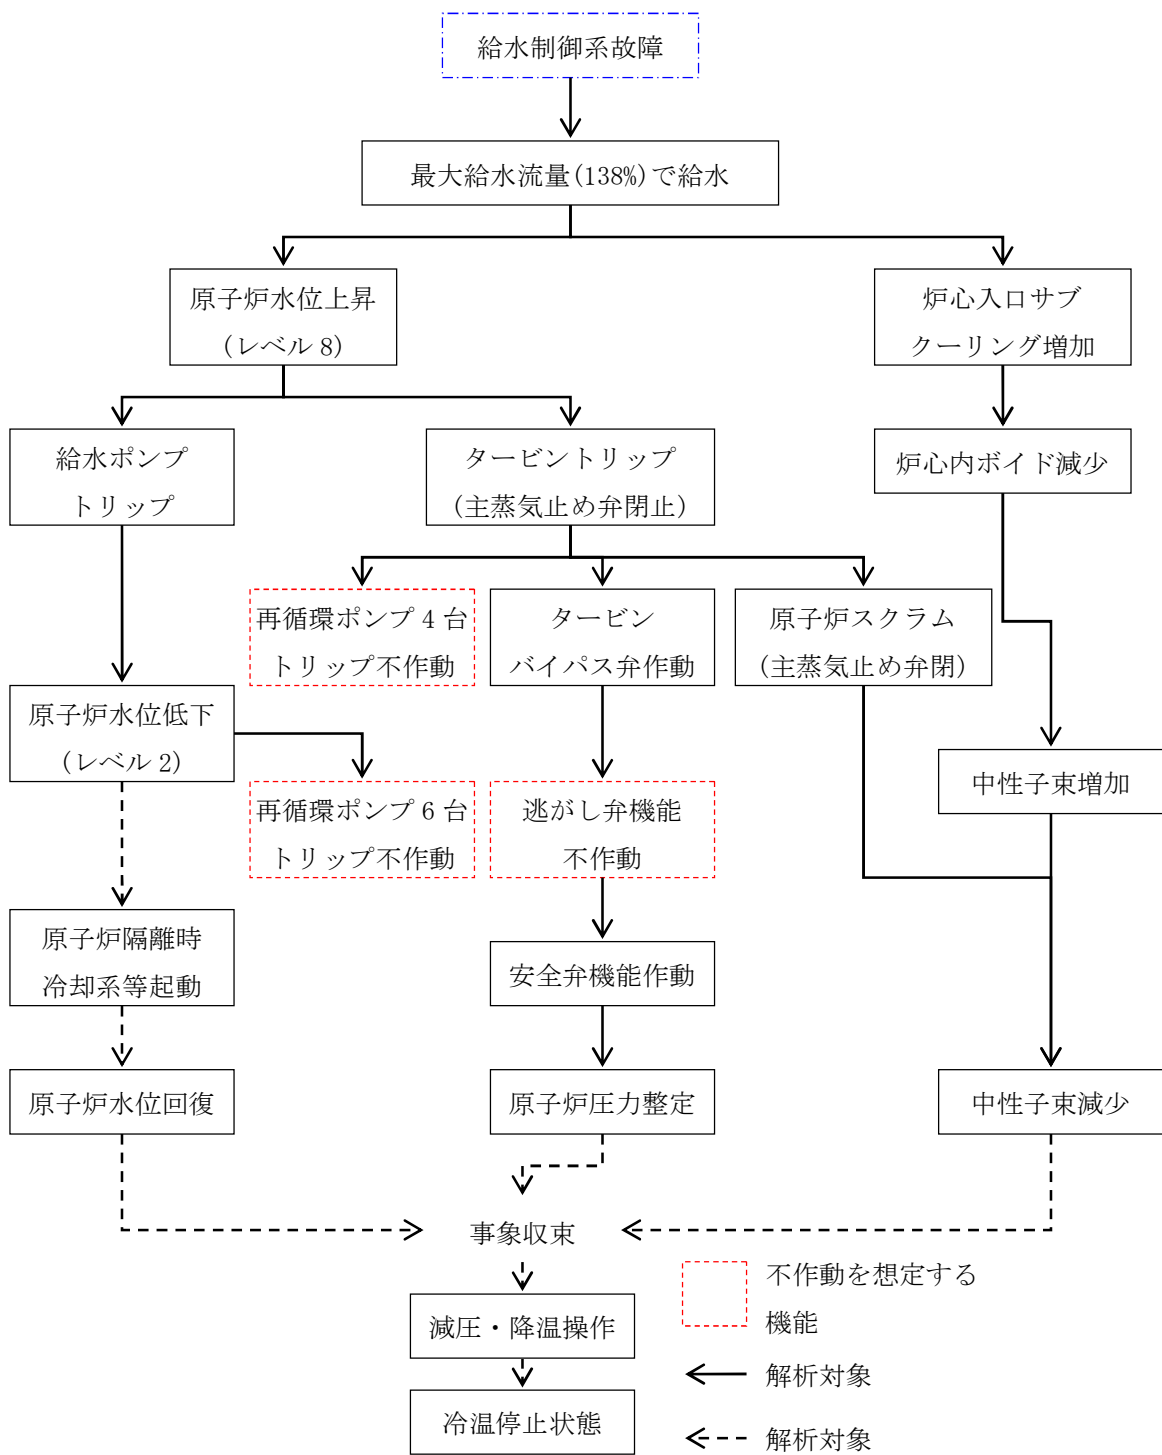 給水制御系故障
最大給水流量(138%)で給水
原子炉水位上昇
(レベル 8)
炉心入口サブ
クーリング増加
給水ポンプ
トリップ
タービントリップ
(主蒸気止め弁閉止)
炉心内ボイド減少
再循環ポンプ 4 台
トリップ不作動
タービン
バイパス弁作動
原子炉スクラム
(主蒸気止め弁閉)
原子炉水位低下
(レベル 2)
中性子束増加
再循環ポンプ 6 台
トリップ不作動
逃がし弁機能
不作動
原子炉隔離時
冷却系等起動
安全弁機能作動
原子炉水位回復
原子炉圧力整定
中性子束減少
事象収束
減圧・降温操作
冷温停止状態
不作動を想定する
機能
解析対象
解析対象